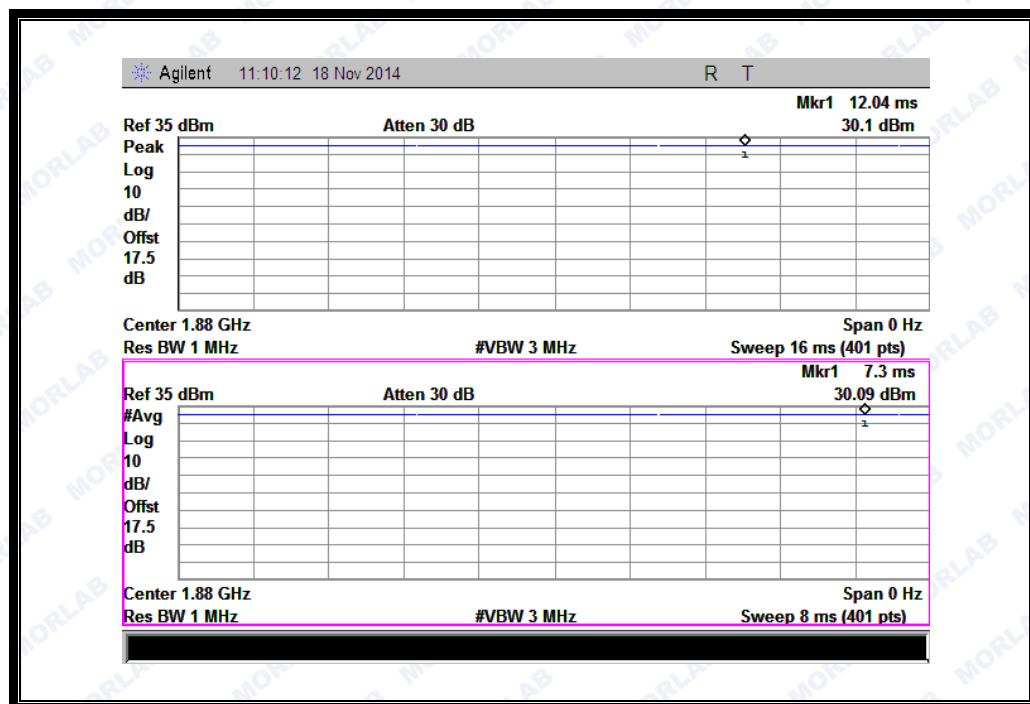 Agilent 11:10:12 18 Nov 2014 R T
Mkr1 12.04 ms
Ref 35 dBm Atten 30 dB 30.1 dBm
Peak
Log
10
dB/
Offst
17.5
dB
1
Center 1.88 GHz Span 0 Hz
Res BW 1 MHz #VBW 3 MHz Sweep 16 ms (401 pts)
Mkr1 7.3 ms
Ref 35 dBm Atten 30 dB 30.09 dBm
#Avg
Log
10
dB/
Offst
17.5
dB
1
Center 1.88 GHz Span 0 Hz
Res BW 1 MHz #VBW 3 MHz Sweep 8 ms (401 pts)
MORLAB